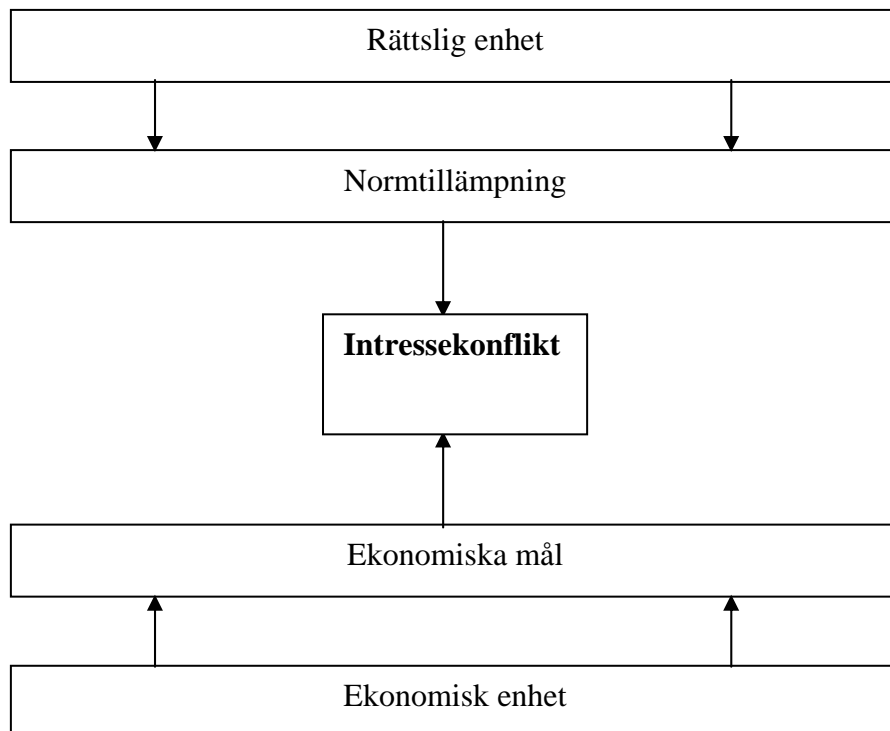 Rättslig enhet
Normtillämpning
Intressekonflikt
Ekonomiska mål
Ekonomisk enhet